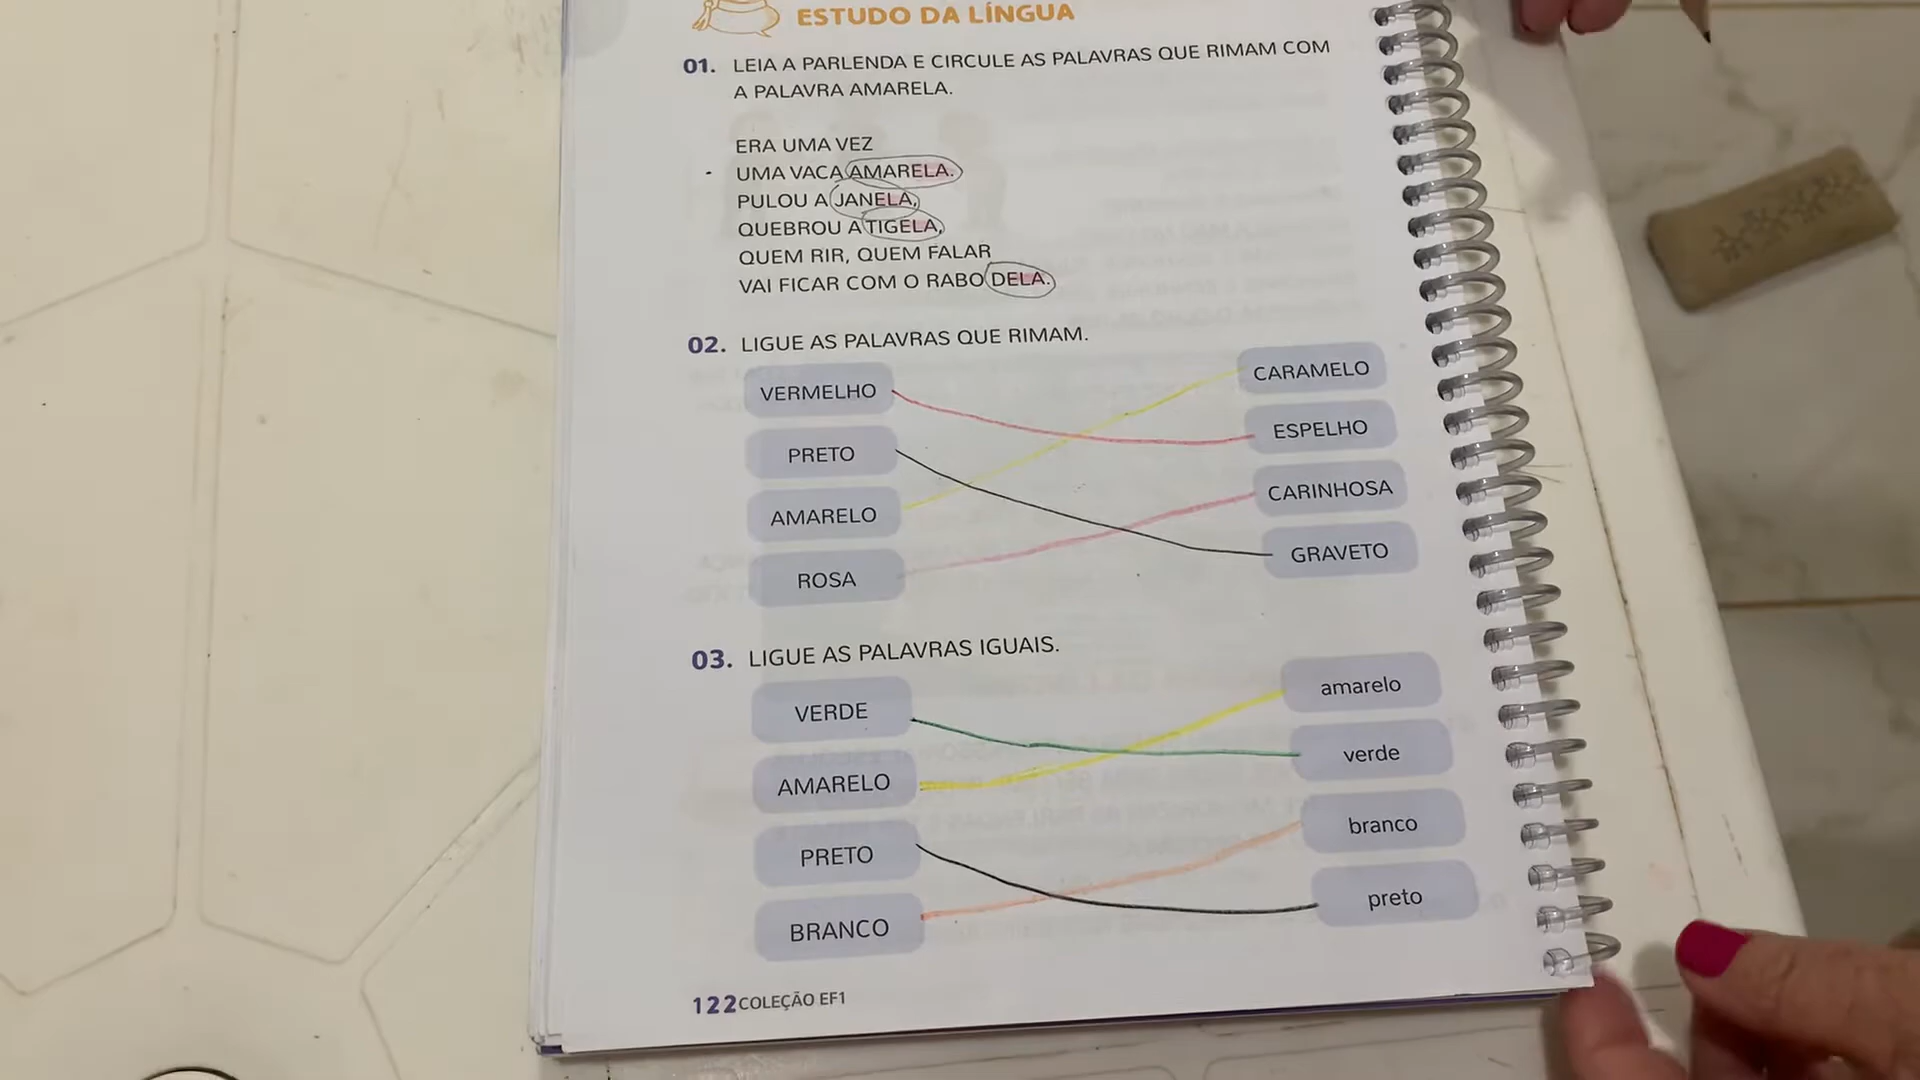 ESTUDO DA LÍNGUA
01. LEIA A PARLENDA E CIRCULE AS PALAVRAS QUE RIMAM COM
A PALAVRA AMARELA.
ERA UMA VEZ
UMA VACA AMARELA.
PULOU A JANELA,
QUEBROU A TIGELA,
QUEM RIR, QUEM FALAR
VAI FICAR COM O RABO DELA.
02. LIGUE AS PALAVRAS QUE RIMAM.
VERMELHO CARAMELO
PRETO ESPELHO
AMARELO CARINHOSA
ROSA GRAVETO
03. LIGUE AS PALAVRAS IGUAIS.
VERDE amarelo
AMARELO verde
PRETO branco
BRANCO preto
122 COLEÇÃO EF1